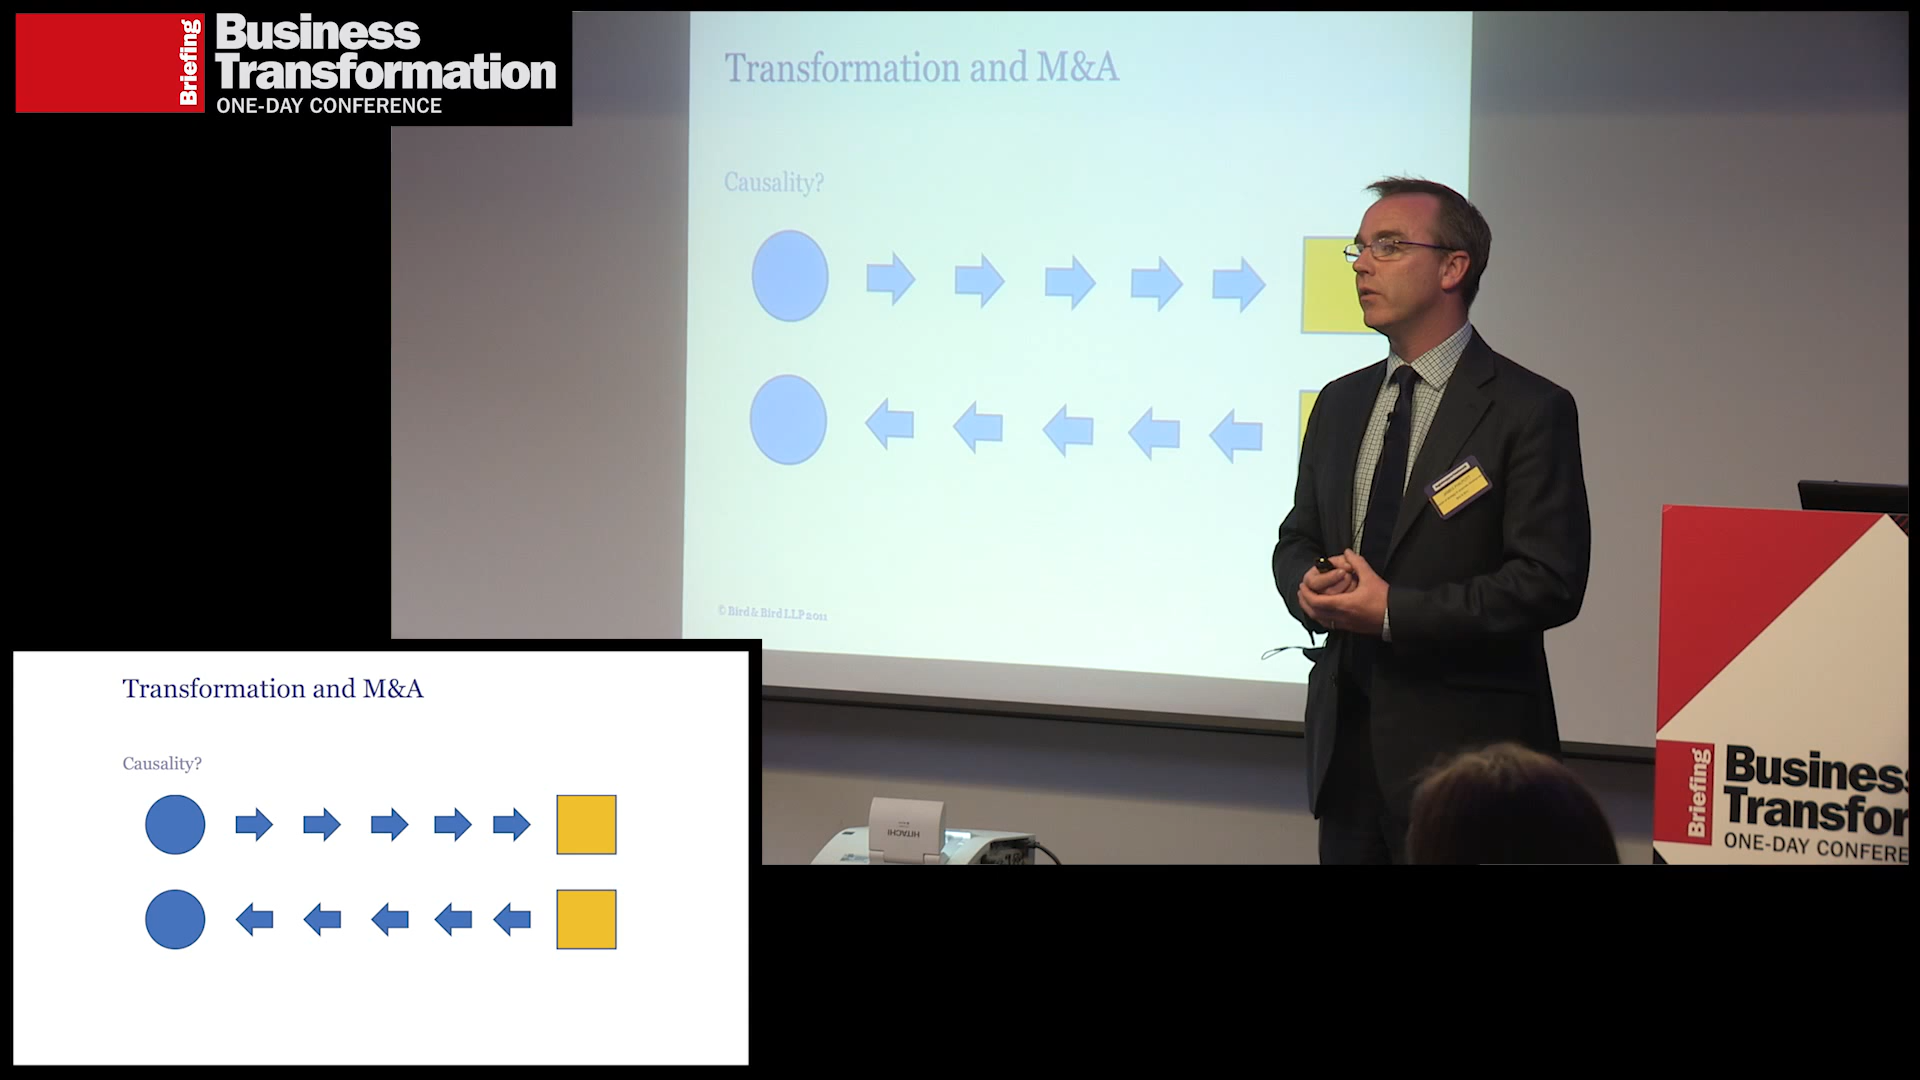 Briefing
Business
Transformation
ONE-DAY CONFERENCE
Transformation and M&A
Causality?
© Bird & Bird LLP 2011
Transformation and M&A
Causality?
HITACHI
Briefing
Business
Transfor
ONE-DAY CONFERE